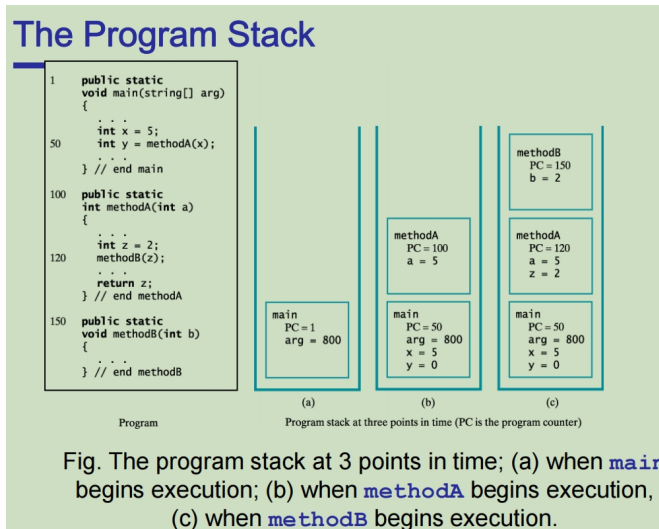 The Program Stack
1 public static
void main(string[] arg)
{
. . .
int x = 5;
50 int y = methodA(x);
. . .
} // end main
100 public static
int methodA(int a)
{
. . .
int z = 2;
120 methodB(z);
. . .
return z;
} // end methodA
150 public static
void methodB(int b)
{
. . .
} // end methodB
Program
main
PC = 1
arg = 800
(a)
methodA
PC = 100
a = 5
main
PC = 50
arg = 800
x = 5
y = 0
(b)
methodB
PC = 150
b = 2
methodA
PC = 120
a = 5
z = 2
main
PC = 50
arg = 800
x = 5
y = 0
(c)
Program stack at three points in time (PC is the program counter)
Fig. The program stack at 3 points in time; (a) when main
begins execution; (b) when methodA begins execution,
(c) when methodB begins execution.